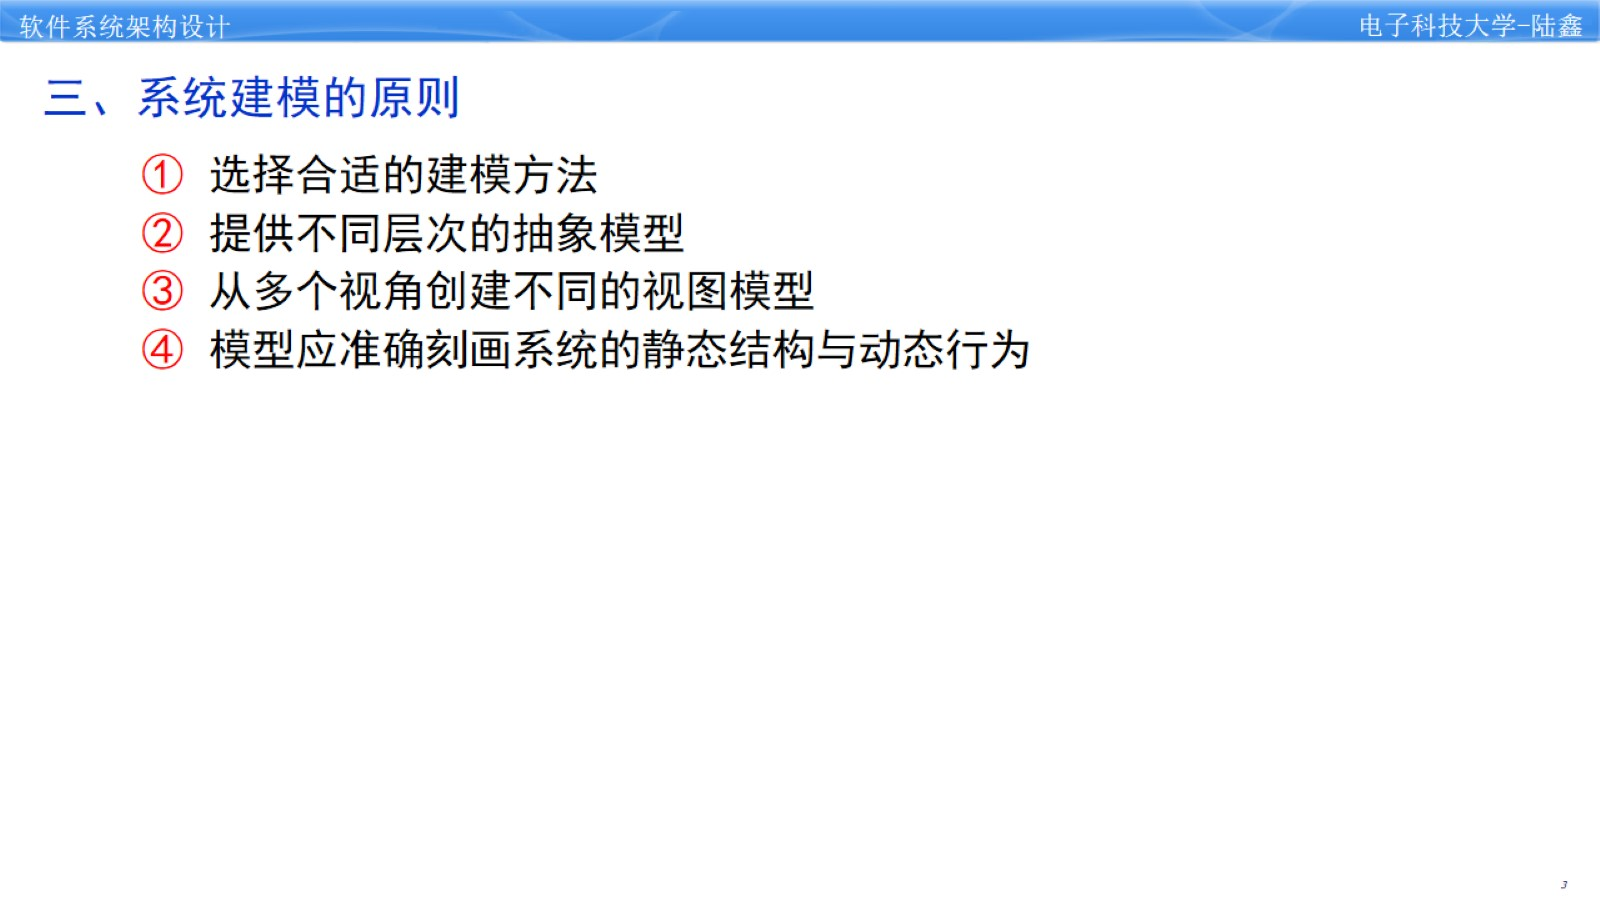 软件系统架构设计
电子科技大学-陆鑫
三、系统建模的原则
① 选择合适的建模方法
② 提供不同层次的抽象模型
③ 从多个视角创建不同的视图模型
④ 模型应准确刻画系统的静态结构与动态行为
3